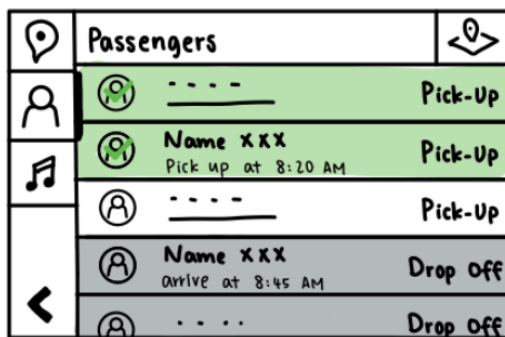 Passengers
Pick-Up
Name xxx
Pick up at 8:20 AM
Pick-Up
Pick-Up
Name xxx
arrive at 8:45 AM
Drop Off
Drop Off